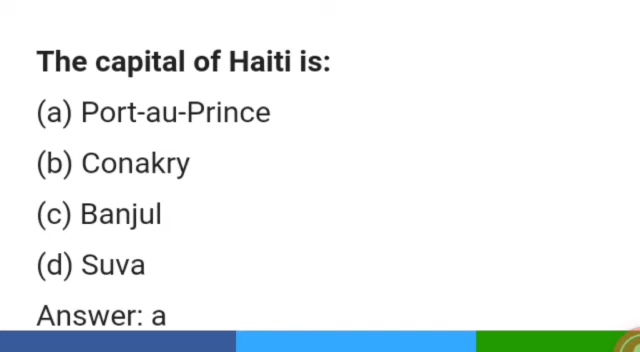 The capital of Haiti is:
(a) Port-au-Prince
(b) Conakry
(c) Banjul
(d) Suva
Answer: a